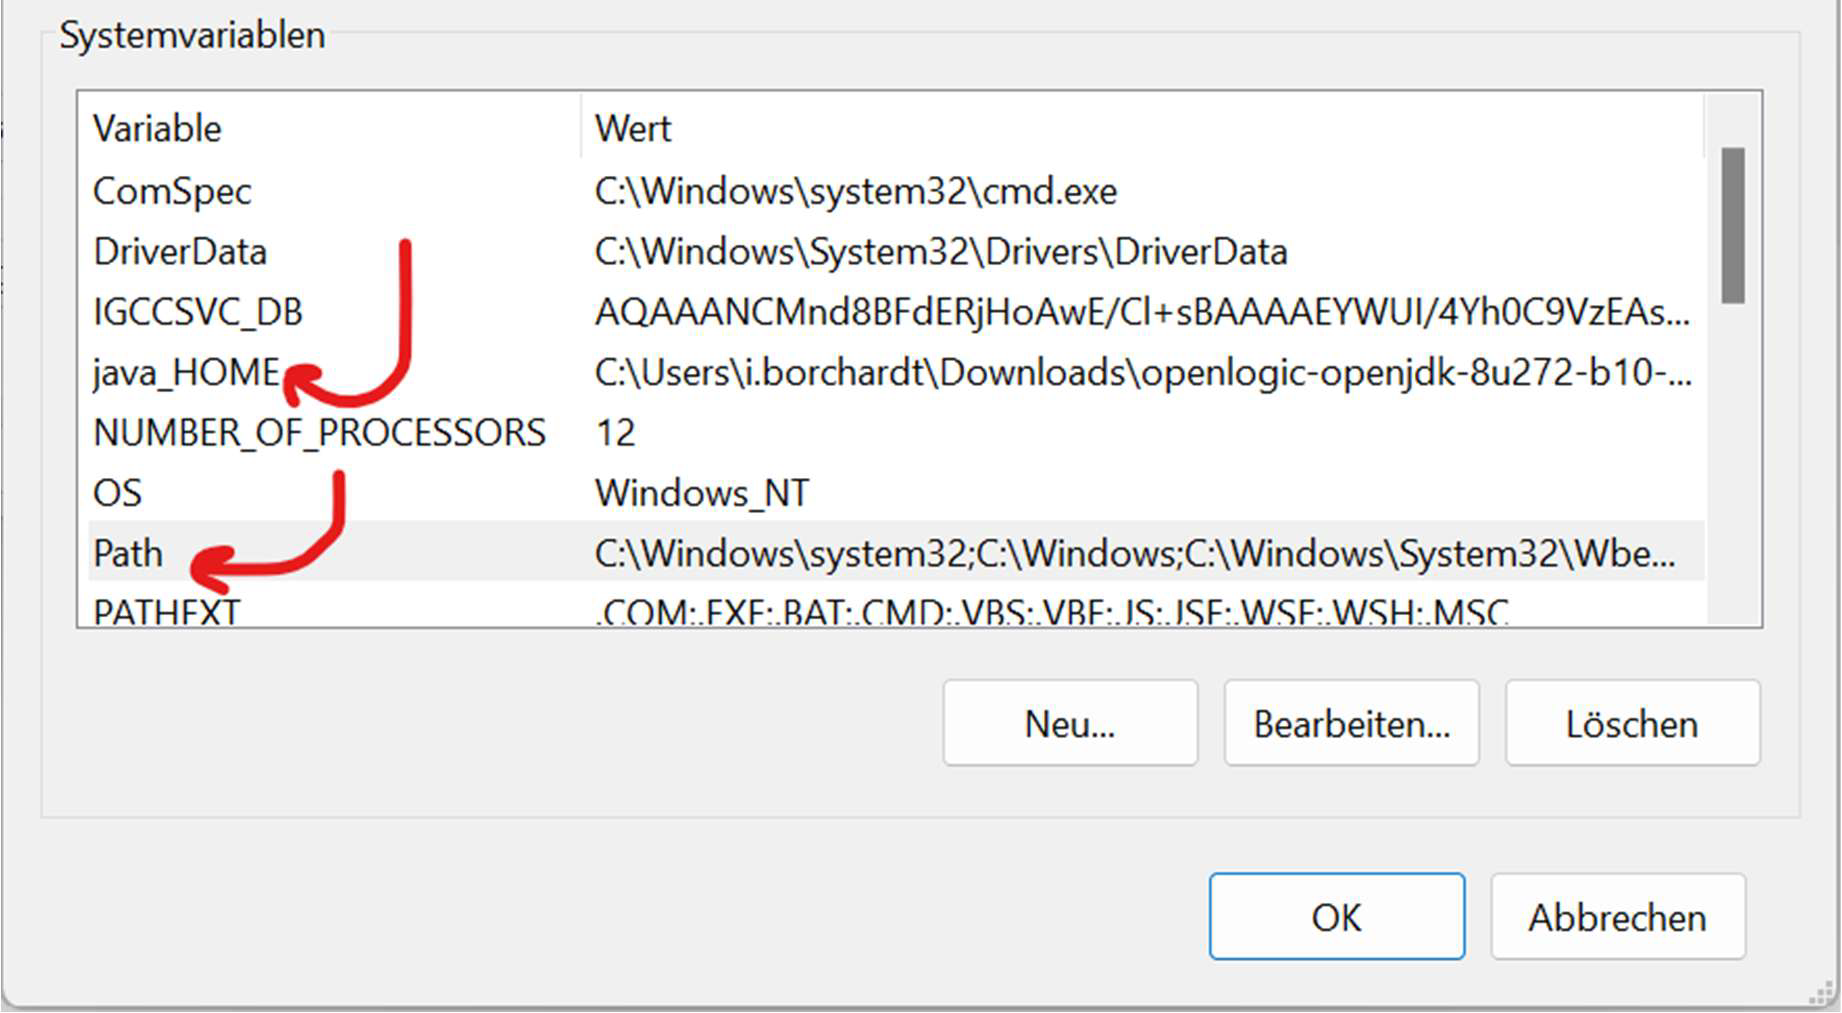 Systemvariablen
Variable Wert
ComSpec C:\Windows\system32\cmd.exe
DriverData C:\Windows\System32\Drivers\DriverData
IGCCSVC_DB AQAAANCMnd8BFdERjHoAwE/Cl+sBAAAAEYWUI/4Yh0C9VzEAs...
java_HOME C:\Users\i.borchardt\Downloads\openlogic-openjdk-8u272-b10-...
NUMBER_OF_PROCESSORS 12
OS Windows_NT
Path C:\Windows\system32;C:\Windows;C:\Windows\System32\Wbe...
PATHEXT .COM;.EXE;.BAT;.CMD;.VBS;.VBE;.JS;.JSE;.WSF;.WSH;.MSC
Neu... Bearbeiten... Löschen
OK Abbrechen